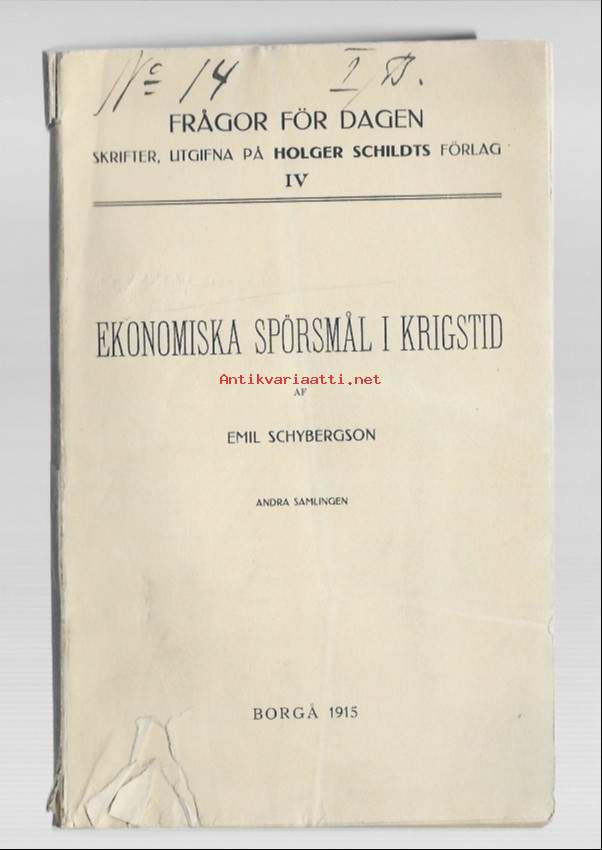 Nº 14 I D.
FRÅGOR FÖR DAGEN
SKRIFTER, UTGIFNA PÅ HOLGER SCHILDTS FÖRLAG
IV
EKONOMISKA SPÖRSMÅL I KRIGSTID
Antikvariaatti.net
AF
EMIL SCHYBERGSON
ANDRA SAMLINGEN
BORGÅ 1915